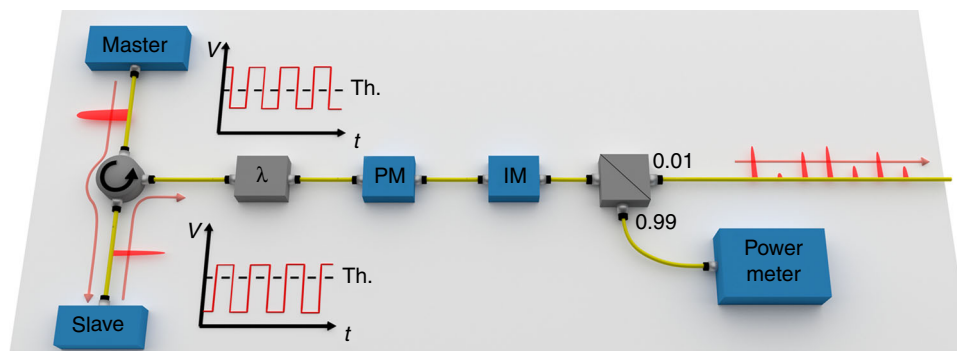 Master
V
Th.
t
λ
PM
IM
0.01
0.99
V
Th.
t
Slave
Power
meter